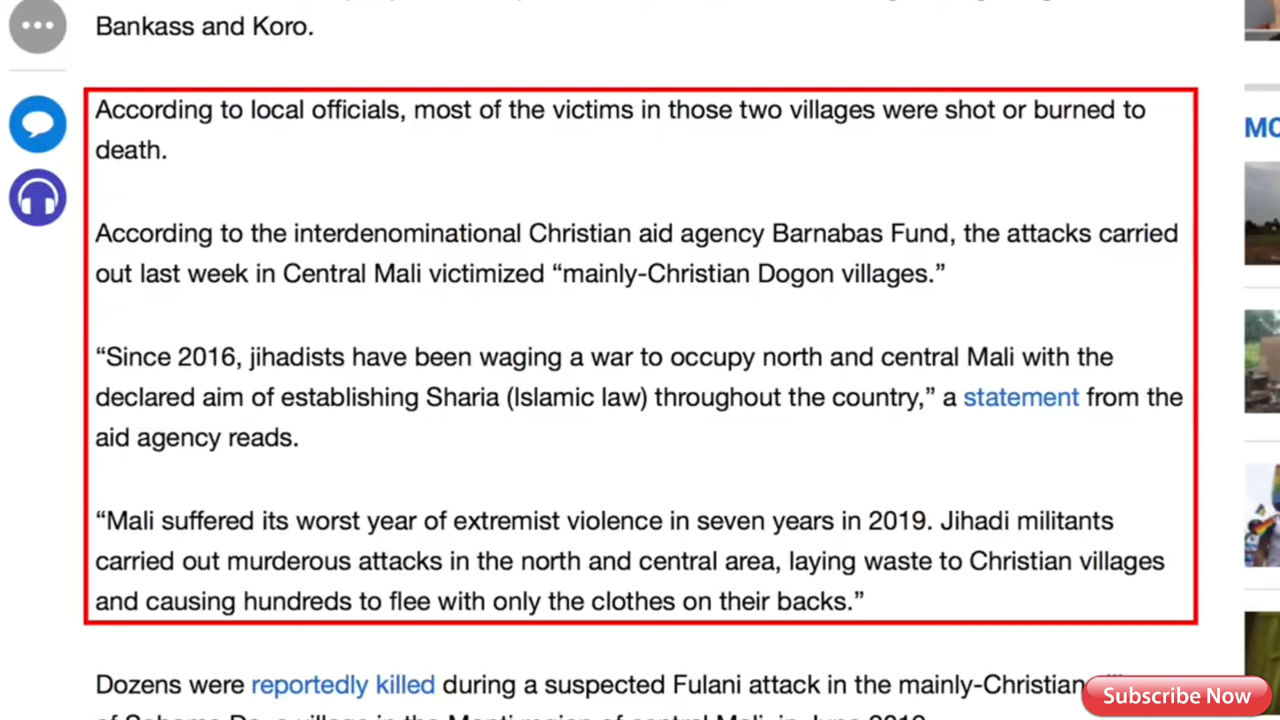 Bankass and Koro.
According to local officials, most of the victims in those two villages were shot or burned to
death.
According to the interdenominational Christian aid agency Barnabas Fund, the attacks carried
out last week in Central Mali victimized “mainly-Christian Dogon villages.”
“Since 2016, jihadists have been waging a war to occupy north and central Mali with the
declared aim of establishing Sharia (Islamic law) throughout the country,” a statement from the
aid agency reads.
“Mali suffered its worst year of extremist violence in seven years in 2019. Jihadi militants
carried out murderous attacks in the north and central area, laying waste to Christian villages
and causing hundreds to flee with only the clothes on their backs.”
Dozens were reportedly killed during a suspected Fulani attack in the mainly-Christian
Subscribe Now